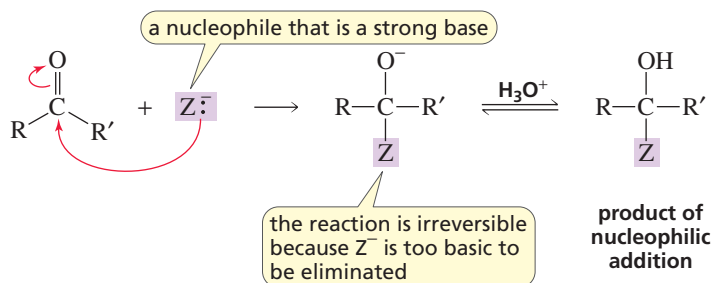 a nucleophile that is a strong base
O
C
R
R′
+
Z:⁻
O⁻
R—C—R′
Z
H₃O⁺
OH
R—C—R′
Z
the reaction is irreversible
because Z⁻ is too basic to
be eliminated
product of
nucleophilic
addition